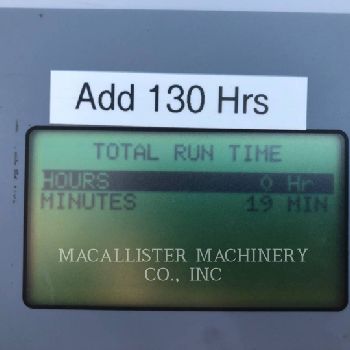 Add 130 Hrs
TOTAL RUN TIME
HOURS 0 Hr
MINUTES 19 MIN
MACALLISTER MACHINERY
CO., INC